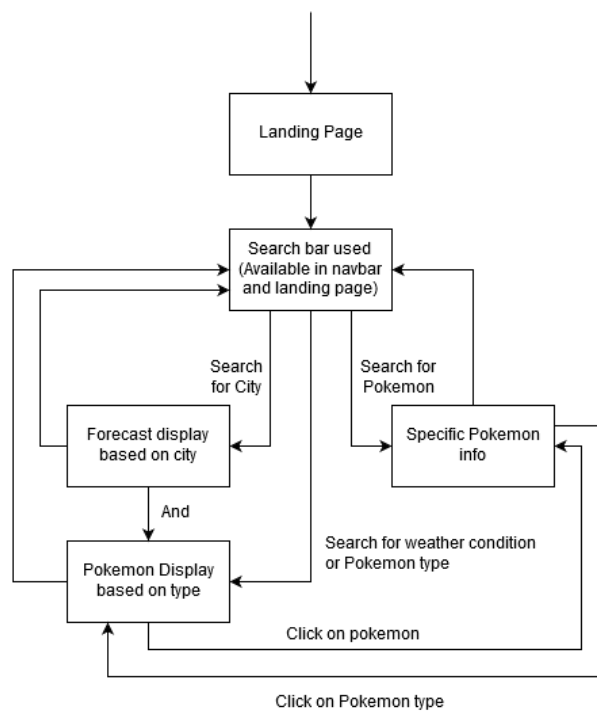 Landing Page
Search bar used
(Available in navbar
and landing page)
Search
for City
Search for
Pokemon
Forecast display
based on city
Specific Pokemon
info
And
Search for weather condition
or Pokemon type
Pokemon Display
based on type
Click on pokemon
Click on Pokemon type